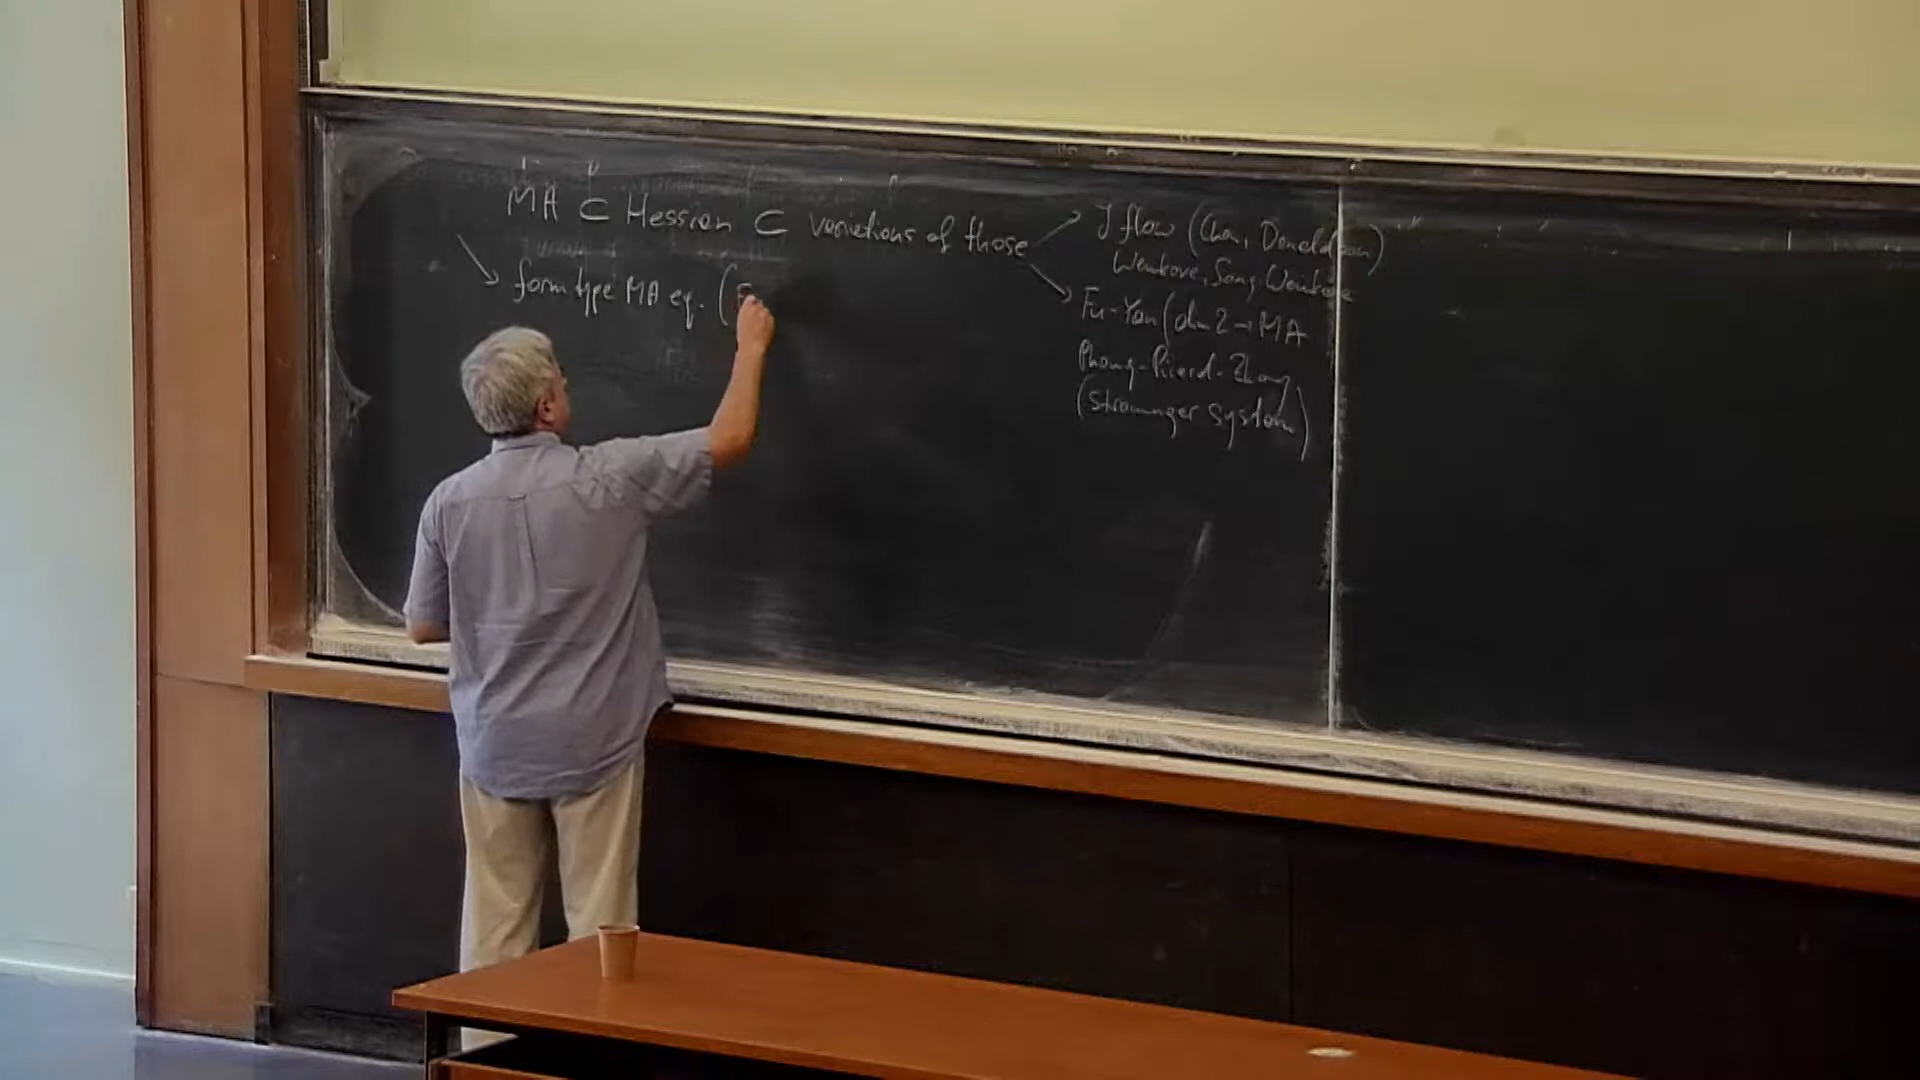 MA ⊂ Hessian ⊂ variations of those
J flow (Chen, Donaldson)
Weinkove, Song Weinkove
Fu-Yau (dim 2 → MA
Phong-Picard-Zhang
(Strominger system)
form type MA eq. (F